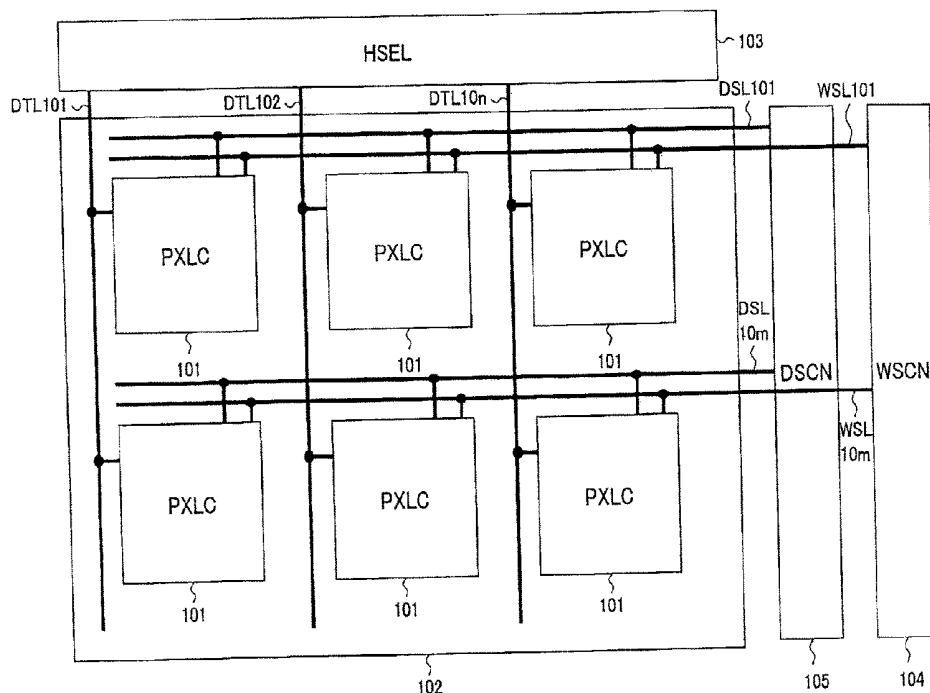 HSEL
103
DTL101
DTL102
DTL10n
DSL101
WSL101
PXLC
PXLC
PXLC
101
101
101
DSL
10m
DSCN
WSCN
WSL
10m
PXLC
PXLC
PXLC
101
101
101
102
105
104